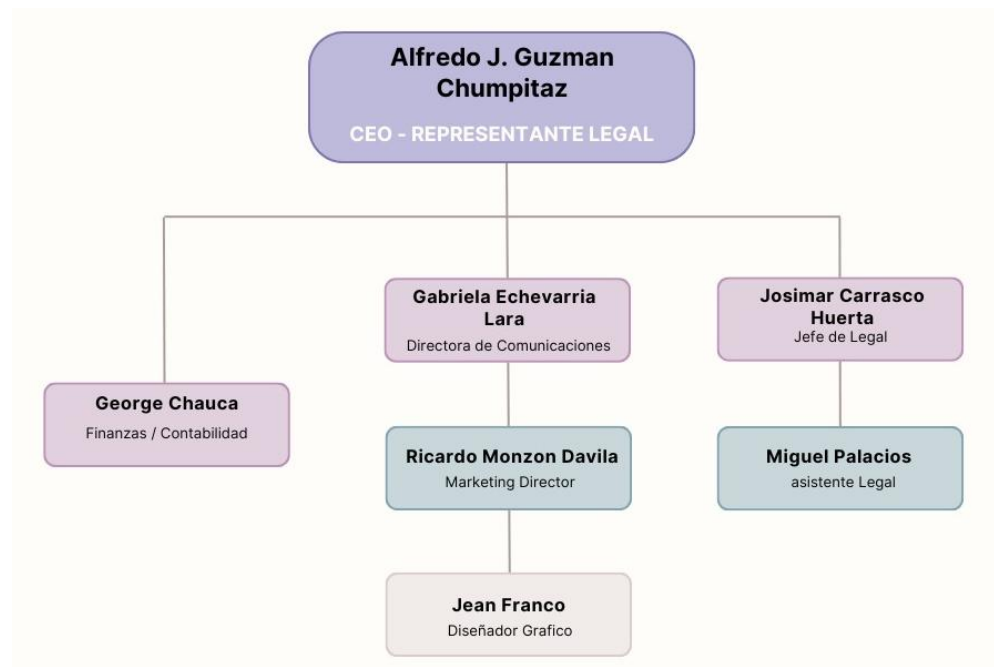 Alfredo J. Guzman
Chumpitaz
CEO - REPRESENTANTE LEGAL
Gabriela Echevarria
Lara
Directora de Comunicaciones
Josimar Carrasco
Huerta
Jefe de Legal
George Chauca
Finanzas / Contabilidad
Ricardo Monzon Davila
Marketing Director
Miguel Palacios
asistente Legal
Jean Franco
Diseñador Grafico